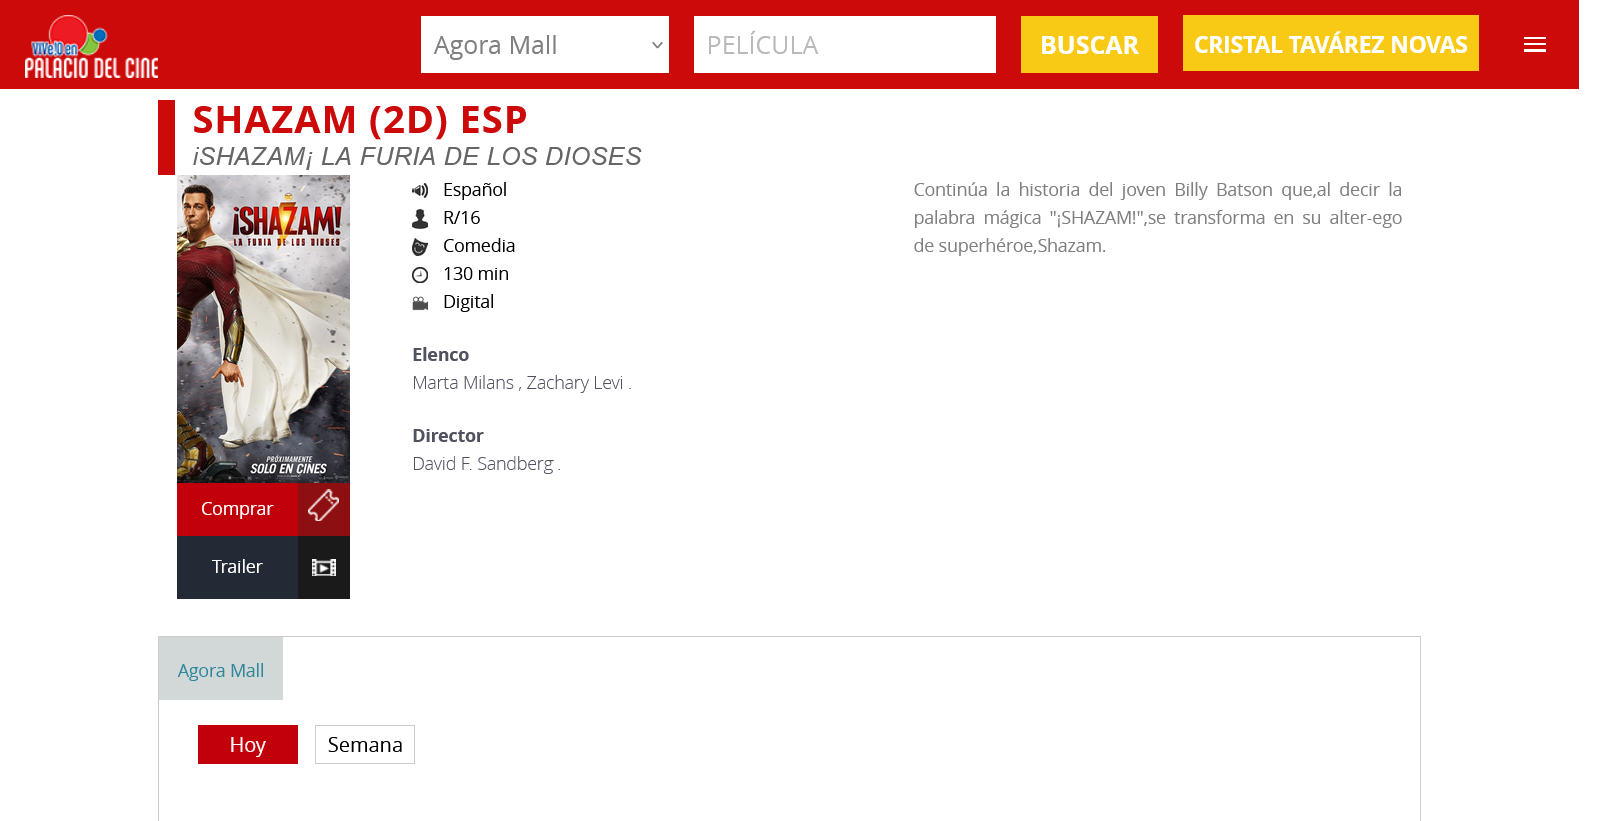 VIVE10 en
PALACIO DEL CINE
Agora Mall
PELÍCULA
BUSCAR
CRISTAL TAVÁREZ NOVAS
SHAZAM (2D) ESP
¡SHAZAM¡ LA FURIA DE LOS DIOSES
¡SHAZAM!
LA FURIA DE LOS DIOSES
PRÓXIMAMENTE
SOLO EN CINES
Comprar
Trailer
Español
R/16
Comedia
130 min
Digital
Elenco
Marta Milans , Zachary Levi .
Director
David F. Sandberg .
Continúa la historia del joven Billy Batson que,al decir la
palabra mágica "¡SHAZAM!",se transforma en su alter-ego
de superhéroe,Shazam.
Agora Mall
Hoy
Semana